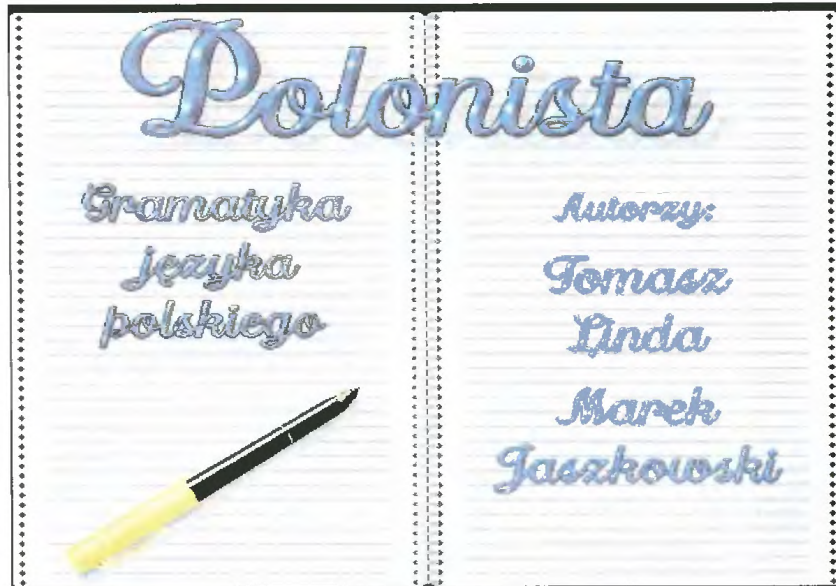 Polonista
Gramatyka
języka
polskiego
Autorzy:
Tomasz
Linda
Marek
Jaszkowski